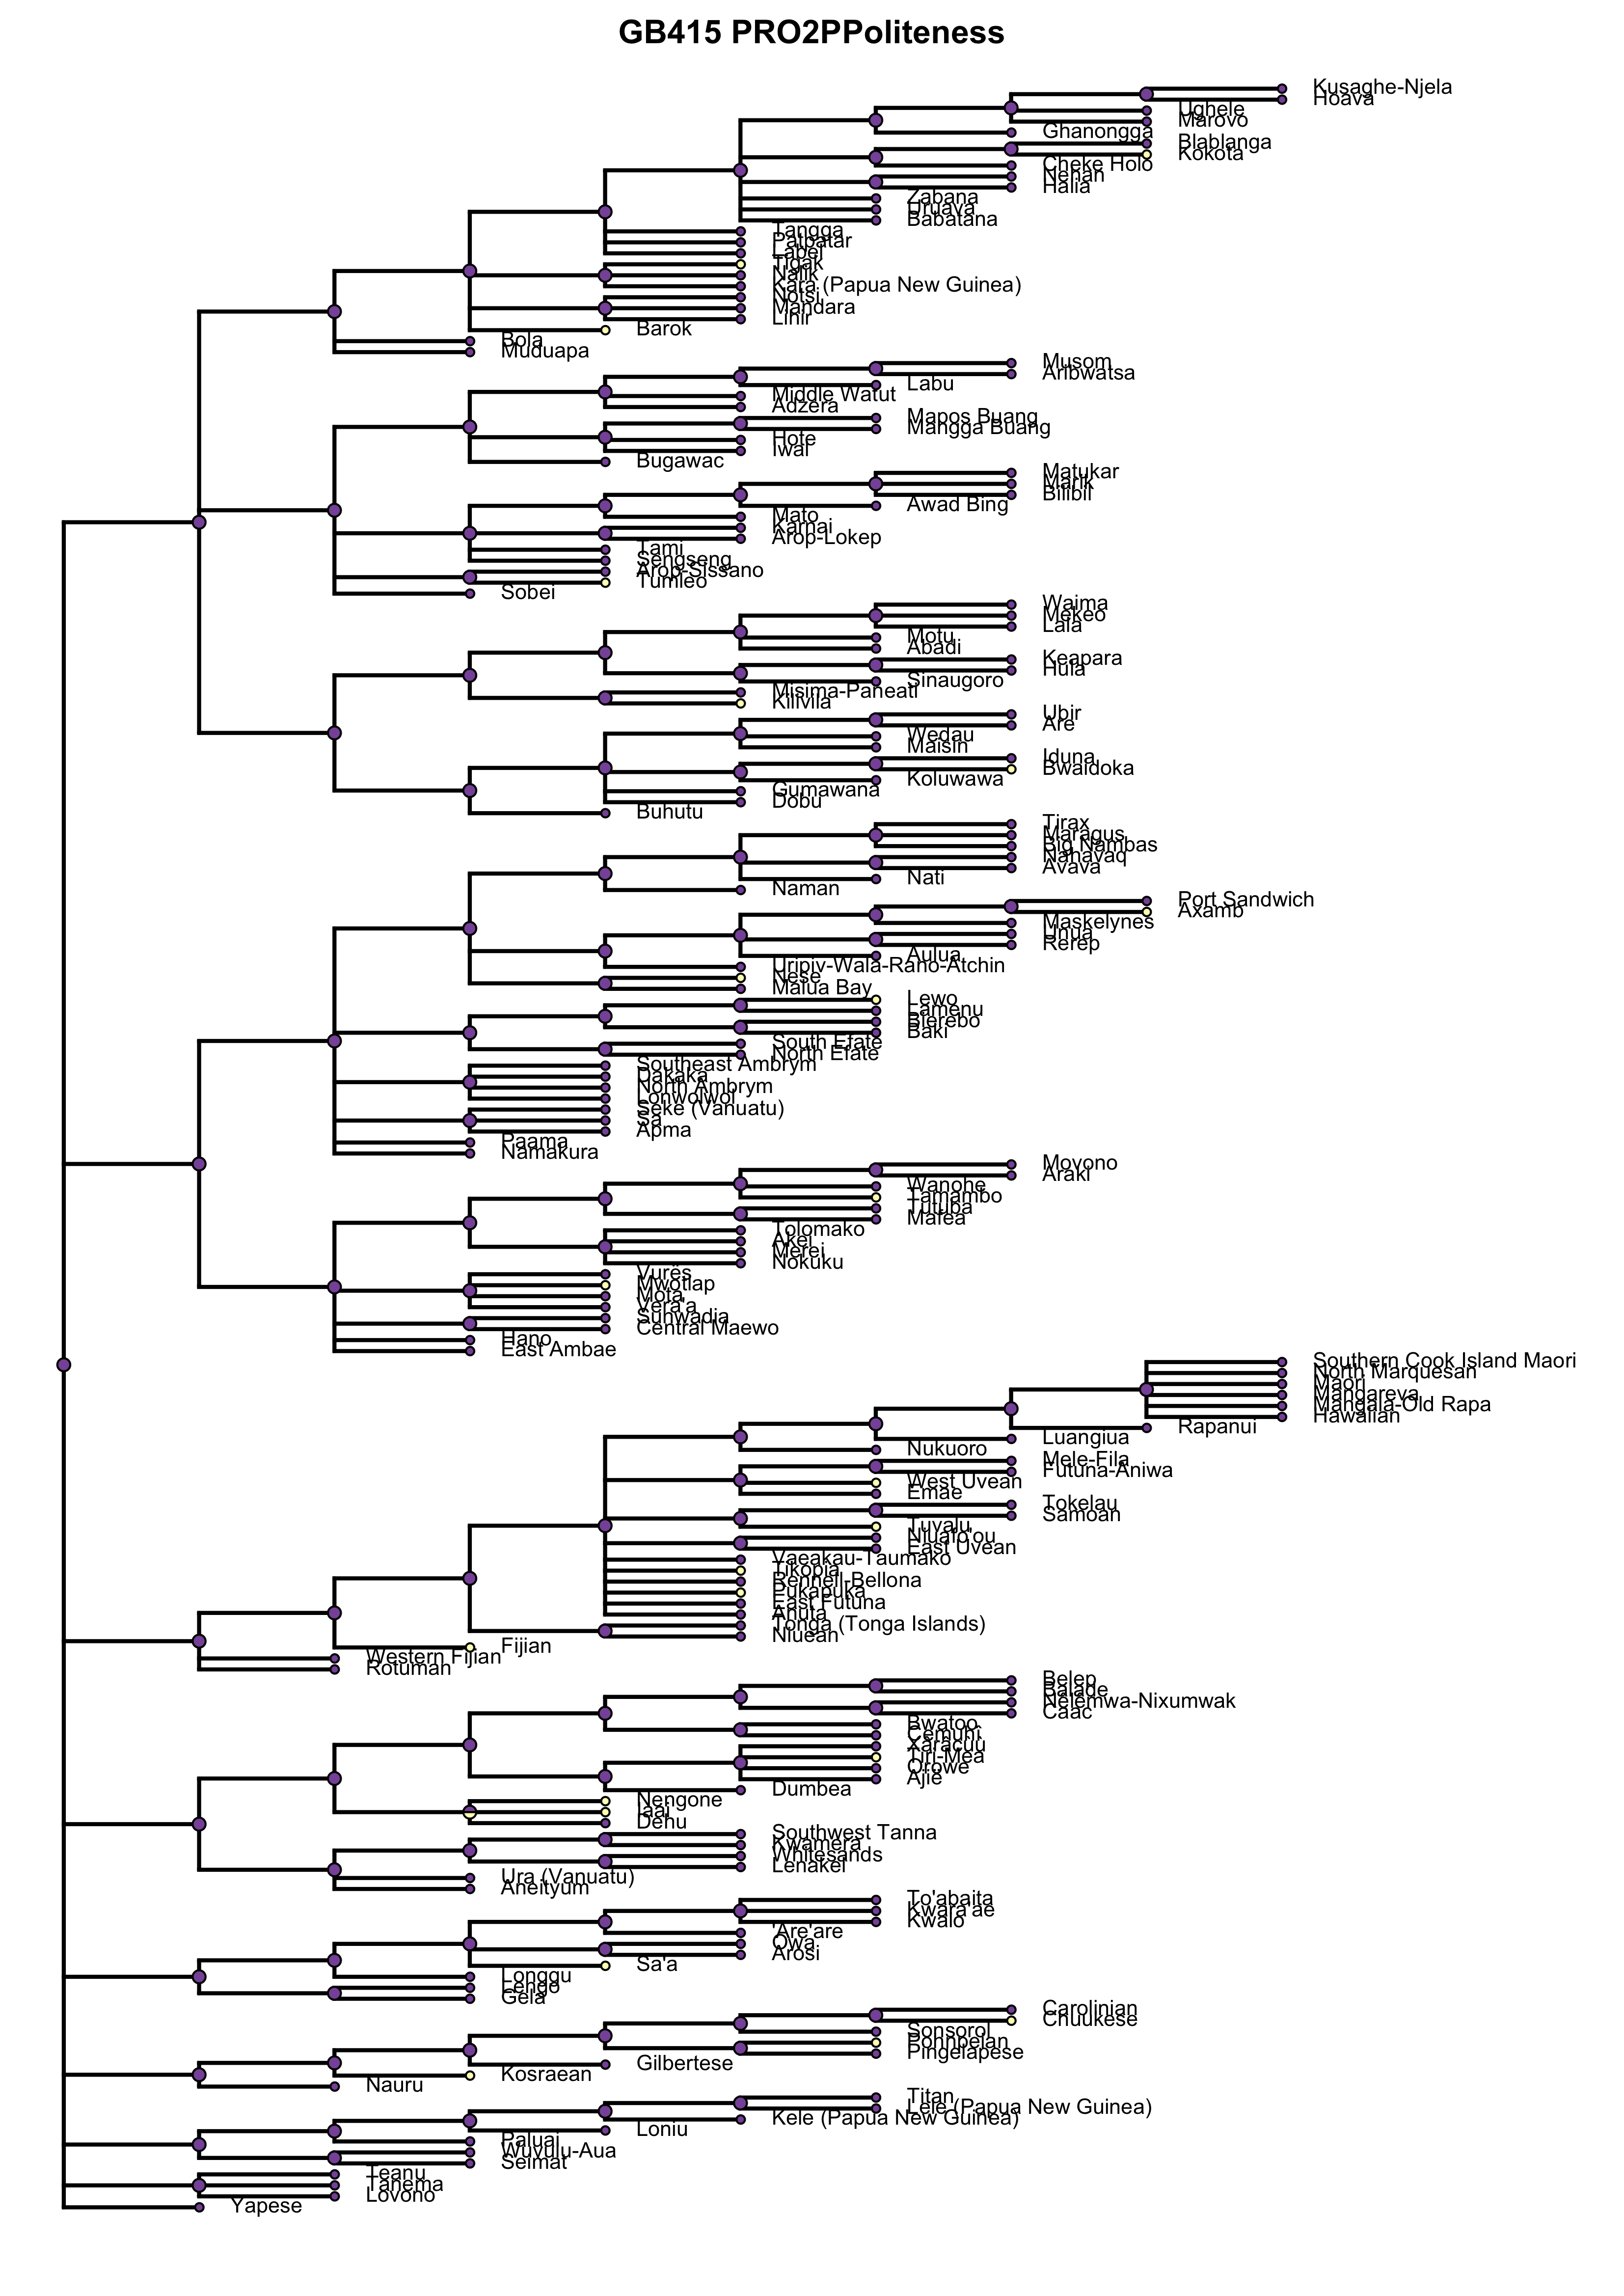 GB415 PRO2PPoliteness
Kusaghe-Njela
Hoava
Ughele
Marovo
Ghanongga
Blablanga
Kokota
Cheke Holo
Nehan
Halia
Zabana
Uruava
Babatana
Tangga
Patpatar
Label
Tigak
Nalik
Kara (Papua New Guinea)
Notsi
Mandara
Lihir
Barok
Bola
Muduapa
Musom
Aribwatsa
Labu
Middle Watut
Adzera
Mapos Buang
Mangga Buang
Hote
Iwal
Bugawac
Matukar
Marik
Bilibil
Awad Bing
Mato
Karnai
Arop-Lokep
Tami
Sengseng
Arop-Sissano
Tumleo
Sobei
Waima
Mekeo
Lala
Motu
Abadi
Keapara
Hula
Sinaugoro
Misima-Paneati
Kilivila
Ubir
Are
Wedau
Maisin
Iduna
Bwaidoka
Koluwawa
Gumawana
Dobu
Buhutu
Tirax
Maragus
Big Nambas
Nahavaq
Avava
Nati
Naman
Port Sandwich
Axamb
Maskelynes
Unua
Rerep
Aulua
Uripiv-Wala-Rano-Atchin
Nese
Malua Bay
Lewo
Lamenu
Bierebo
Baki
South Efate
North Efate
Southeast Ambrym
Dakaka
North Ambrym
Lonwolwol
Seke (Vanuatu)
Sa
Apma
Paama
Namakura
Movono
Araki
Wanohe
Tamambo
Tutuba
Mafea
Tolomako
Akei
Merei
Nokuku
Vurës
Mwotlap
Mota
Vera'a
Sunwadia
Central Maewo
Hano
East Ambae
Southern Cook Island Maori
North Marquesan
Maori
Mangareva
Mangaia-Old Rapa
Hawaiian
Rapanui
Luangiua
Nukuoro
Mele-Fila
Futuna-Aniwa
West Uvean
Emae
Tokelau
Samoan
Tuvalu
Niuafo'ou
East Uvean
Vaeakau-Taumako
Tikopia
Rennell-Bellona
Pukapuka
East Futuna
Anuta
Tonga (Tonga Islands)
Niuean
Fijian
Western Fijian
Rotuman
Belep
Balade
Nelemwa-Nixumwak
Caac
Bwatoo
Cemuhî
Xârâcùù
Tiri-Mea
Orowe
Ajië
Dumbea
Nengone
Iaai
Dehu
Southwest Tanna
Kwamera
Whitesands
Lenakel
Ura (Vanuatu)
Aneityum
To'abaita
Kwara'ae
Kwaio
'Are'are
Owa
Arosi
Sa'a
Longgu
Lengo
Gela
Carolinian
Chuukese
Sonsorol
Pohnpeian
Pingelapese
Gilbertese
Kosraean
Nauru
Titan
Lele (Papua New Guinea)
Kele (Papua New Guinea)
Loniu
Paluai
Wuvulu-Aua
Seimat
Teanu
Tanema
Lovono
Yapese